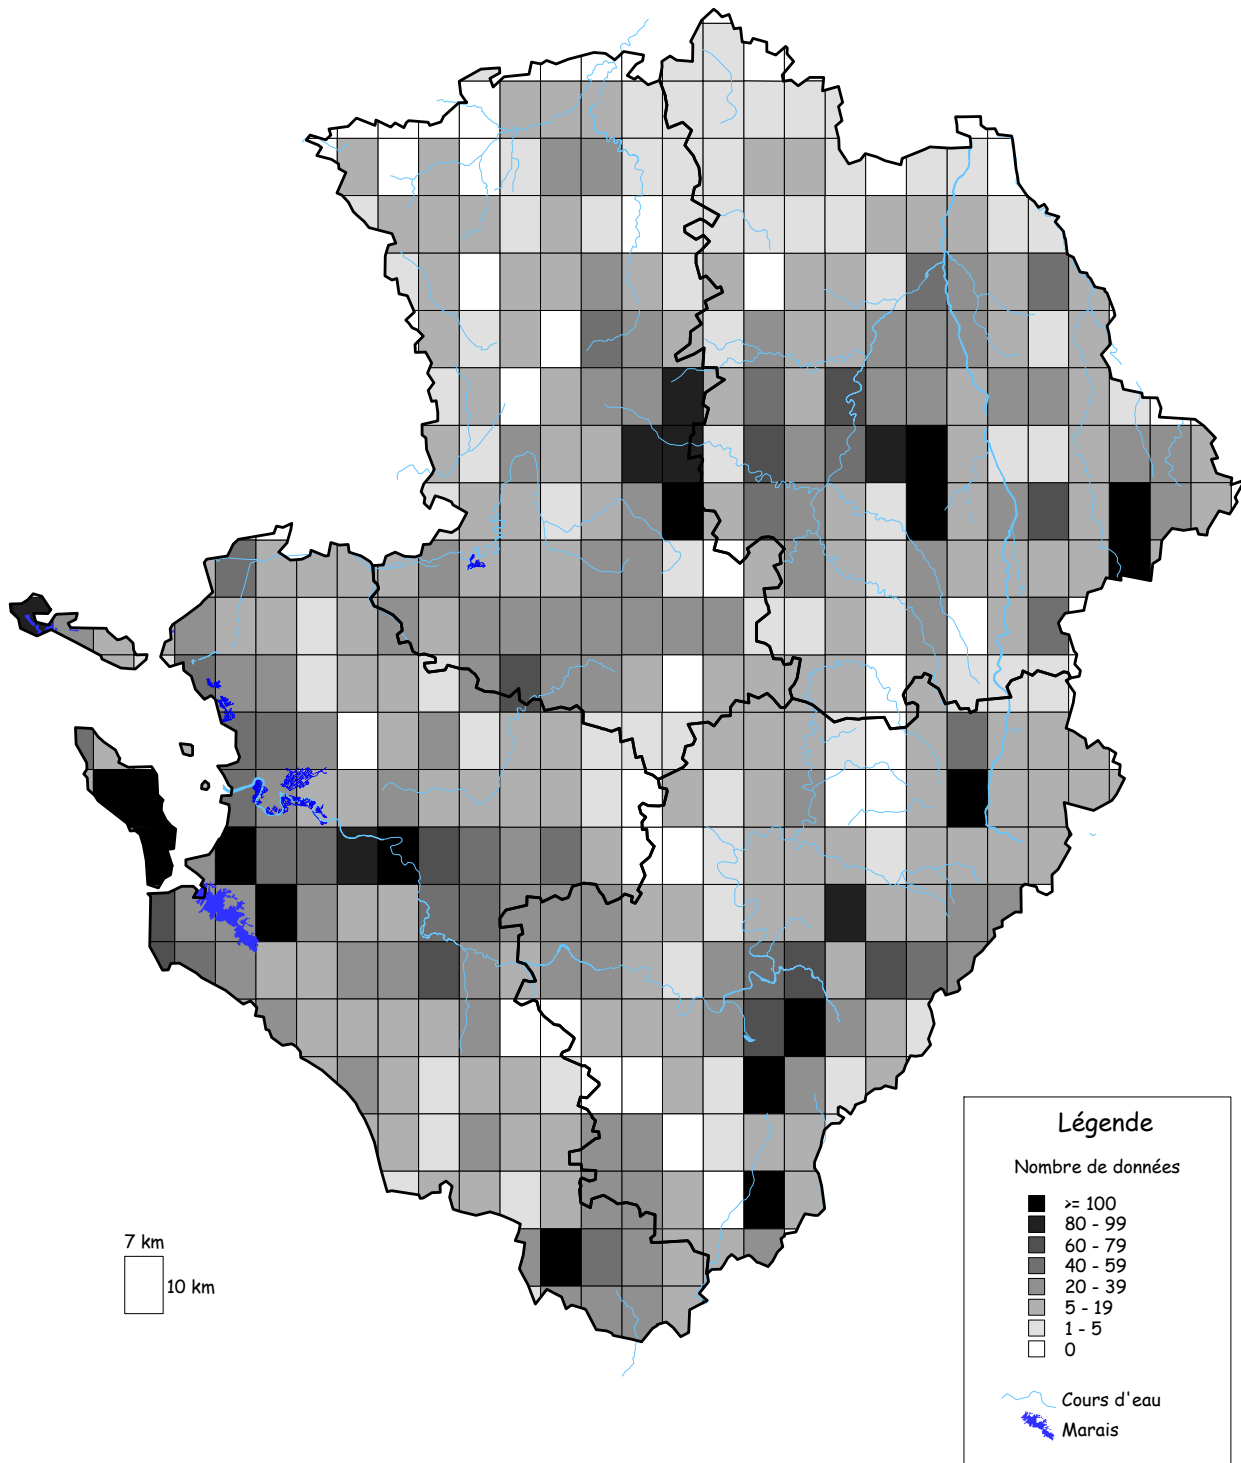 Légende
Nombre de données
>= 100
80 - 99
60 - 79
40 - 59
20 - 39
5 - 19
1 - 5
0
Cours d'eau
Marais
7 km
10 km